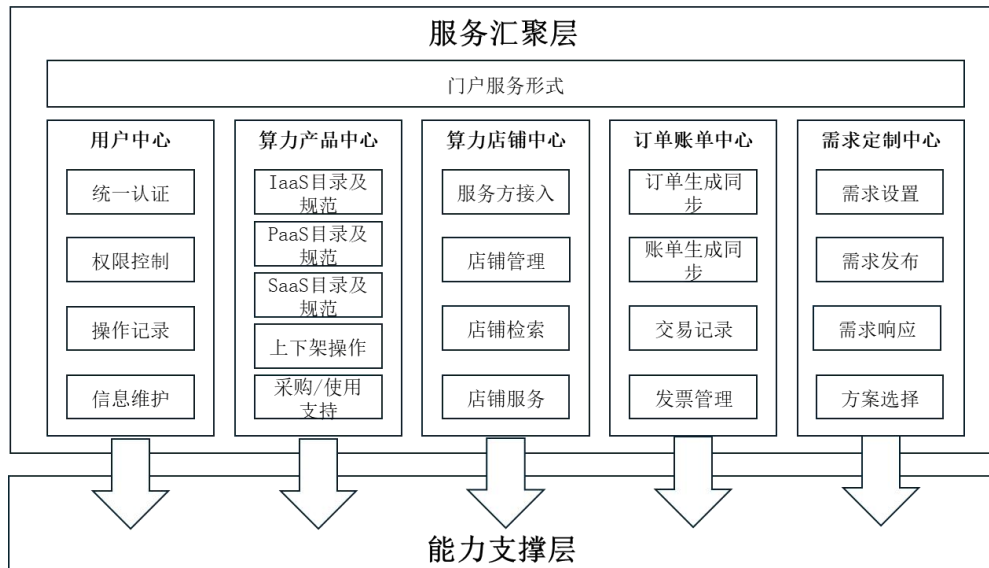 服务汇聚层
门户服务形式
用户中心
统一认证
权限控制
操作记录
信息维护
算力产品中心
IaaS目录及
规范
PaaS目录及
规范
SaaS目录及
规范
上下架操作
采购/使用
支持
算力店铺中心
服务方接入
店铺管理
店铺检索
店铺服务
订单账单中心
订单生成同
步
账单生成同
步
交易记录
发票管理
需求定制中心
需求设置
需求发布
需求响应
方案选择
能力支撑层